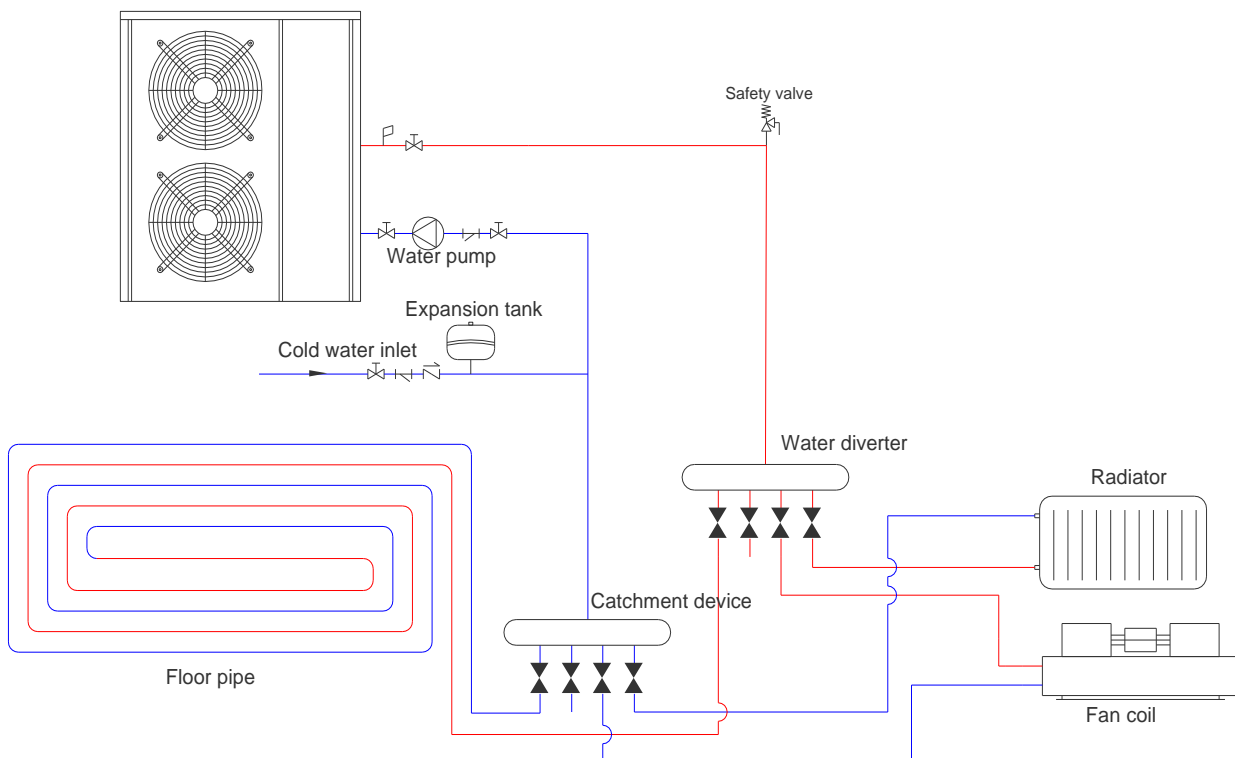 Safety valve
Water pump
Expansion tank
Cold water inlet
Water diverter
Radiator
Catchment device
Floor pipe
Fan coil